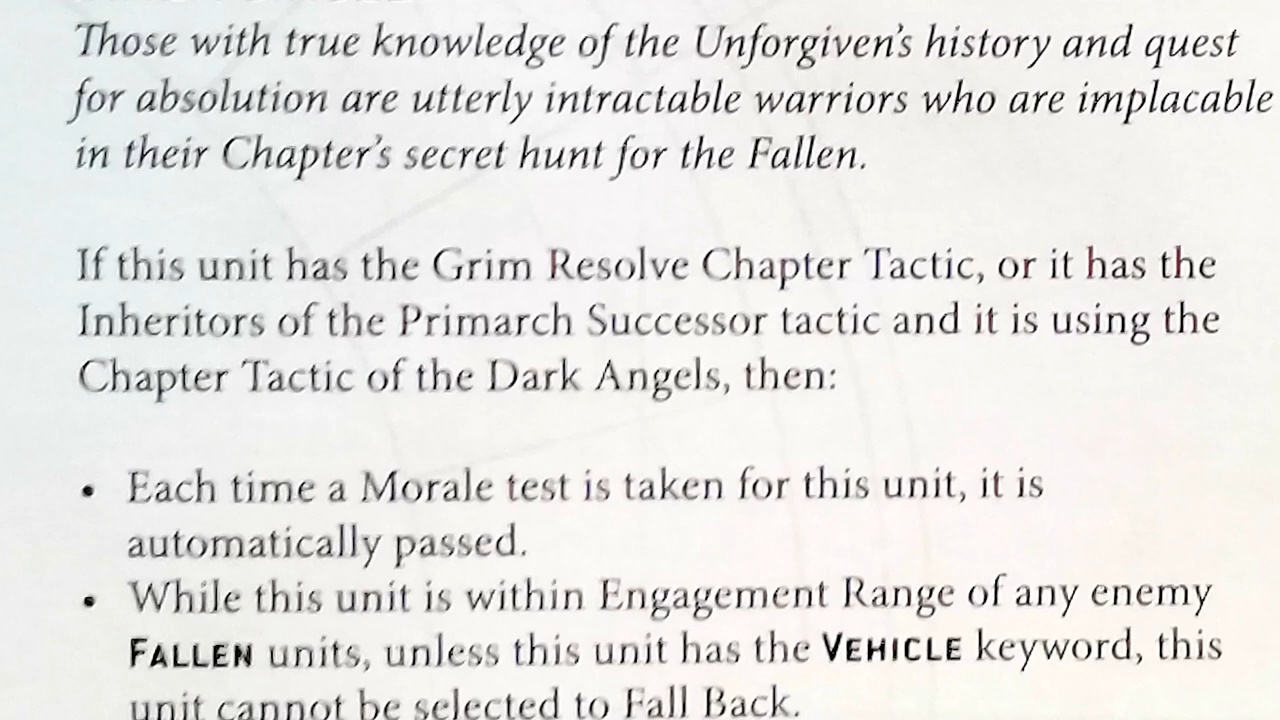 Those with true knowledge of the Unforgiven's history and quest
for absolution are utterly intractable warriors who are implacable
in their Chapter's secret hunt for the Fallen.
If this unit has the Grim Resolve Chapter Tactic, or it has the
Inheritors of the Primarch Successor tactic and it is using the
Chapter Tactic of the Dark Angels, then:
• Each time a Morale test is taken for this unit, it is
automatically passed.
• While this unit is within Engagement Range of any enemy
FALLEN units, unless this unit has the VEHICLE keyword, this
unit cannot be selected to Fall Back.